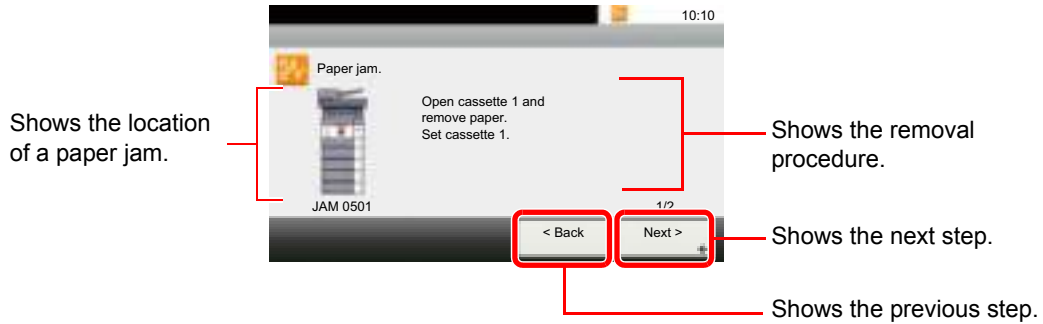 10:10
Paper jam.
Open cassette 1 and
remove paper.
Set cassette 1.
JAM 0501
1/2
< Back
Next >
Shows the location
of a paper jam.
Shows the removal
procedure.
Shows the next step.
Shows the previous step.